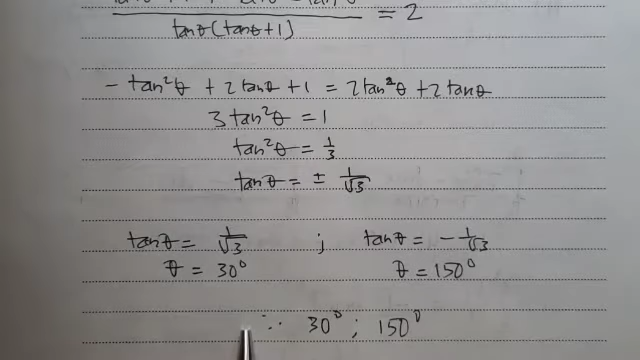 = 2
tanθ(tanθ+1)
- tan²θ + 2tanθ + 1 = 2tan²θ + 2tanθ
3tan²θ = 1
tan²θ = 1/3
tanθ = ± 1/√3
tanθ = 1/√3 ; tanθ = - 1/√3
θ = 30° θ = 150°
∴ 30° ; 150°